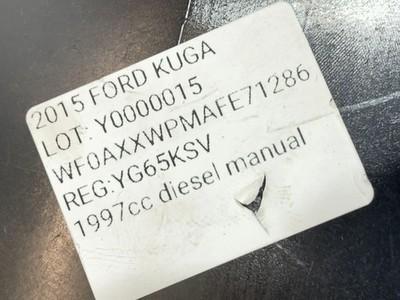 2015 FORD KUGA
LOT: Y0000015
WF0AXXWPMAFE71286
REG:YG65KSV
1997cc diesel manual